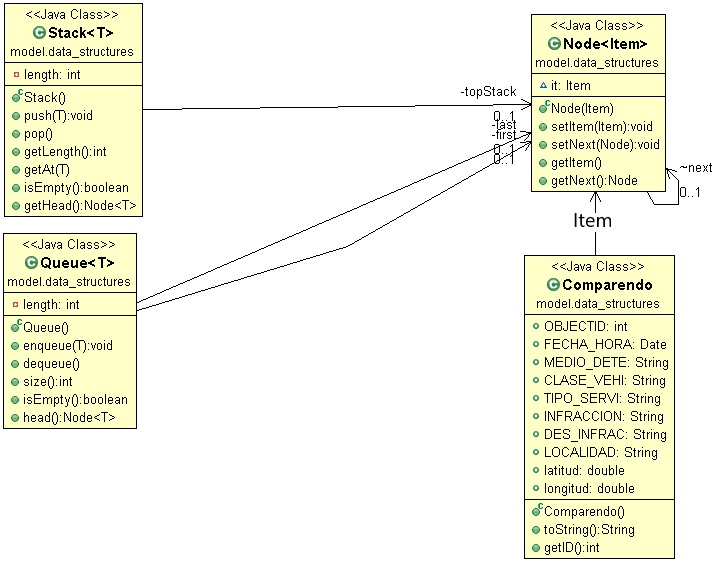 <<Java Class>>
Stack<T>
model.data_structures
length: int
Stack()
push(T):void
pop()
getLength():int
getAt(T)
isEmpty():boolean
getHead():Node<T>
<<Java Class>>
Queue<T>
model.data_structures
length: int
Queue()
enqueue(T):void
dequeue()
size():int
isEmpty():boolean
head():Node<T>
-topStack
0..1
-last
-first
0..1
0..1
<<Java Class>>
Node<Item>
model.data_structures
it: Item
Node(Item)
setItem(Item):void
setNext(Node):void
getItem()
getNext():Node
~next
0..1
Item
<<Java Class>>
Comparendo
model.data_structures
OBJECTID: int
FECHA_HORA: Date
MEDIO_DETE: String
CLASE_VEHI: String
TIPO_SERVI: String
INFRACCION: String
DES_INFRAC: String
LOCALIDAD: String
latitud: double
longitud: double
Comparendo()
toString():String
getID():int